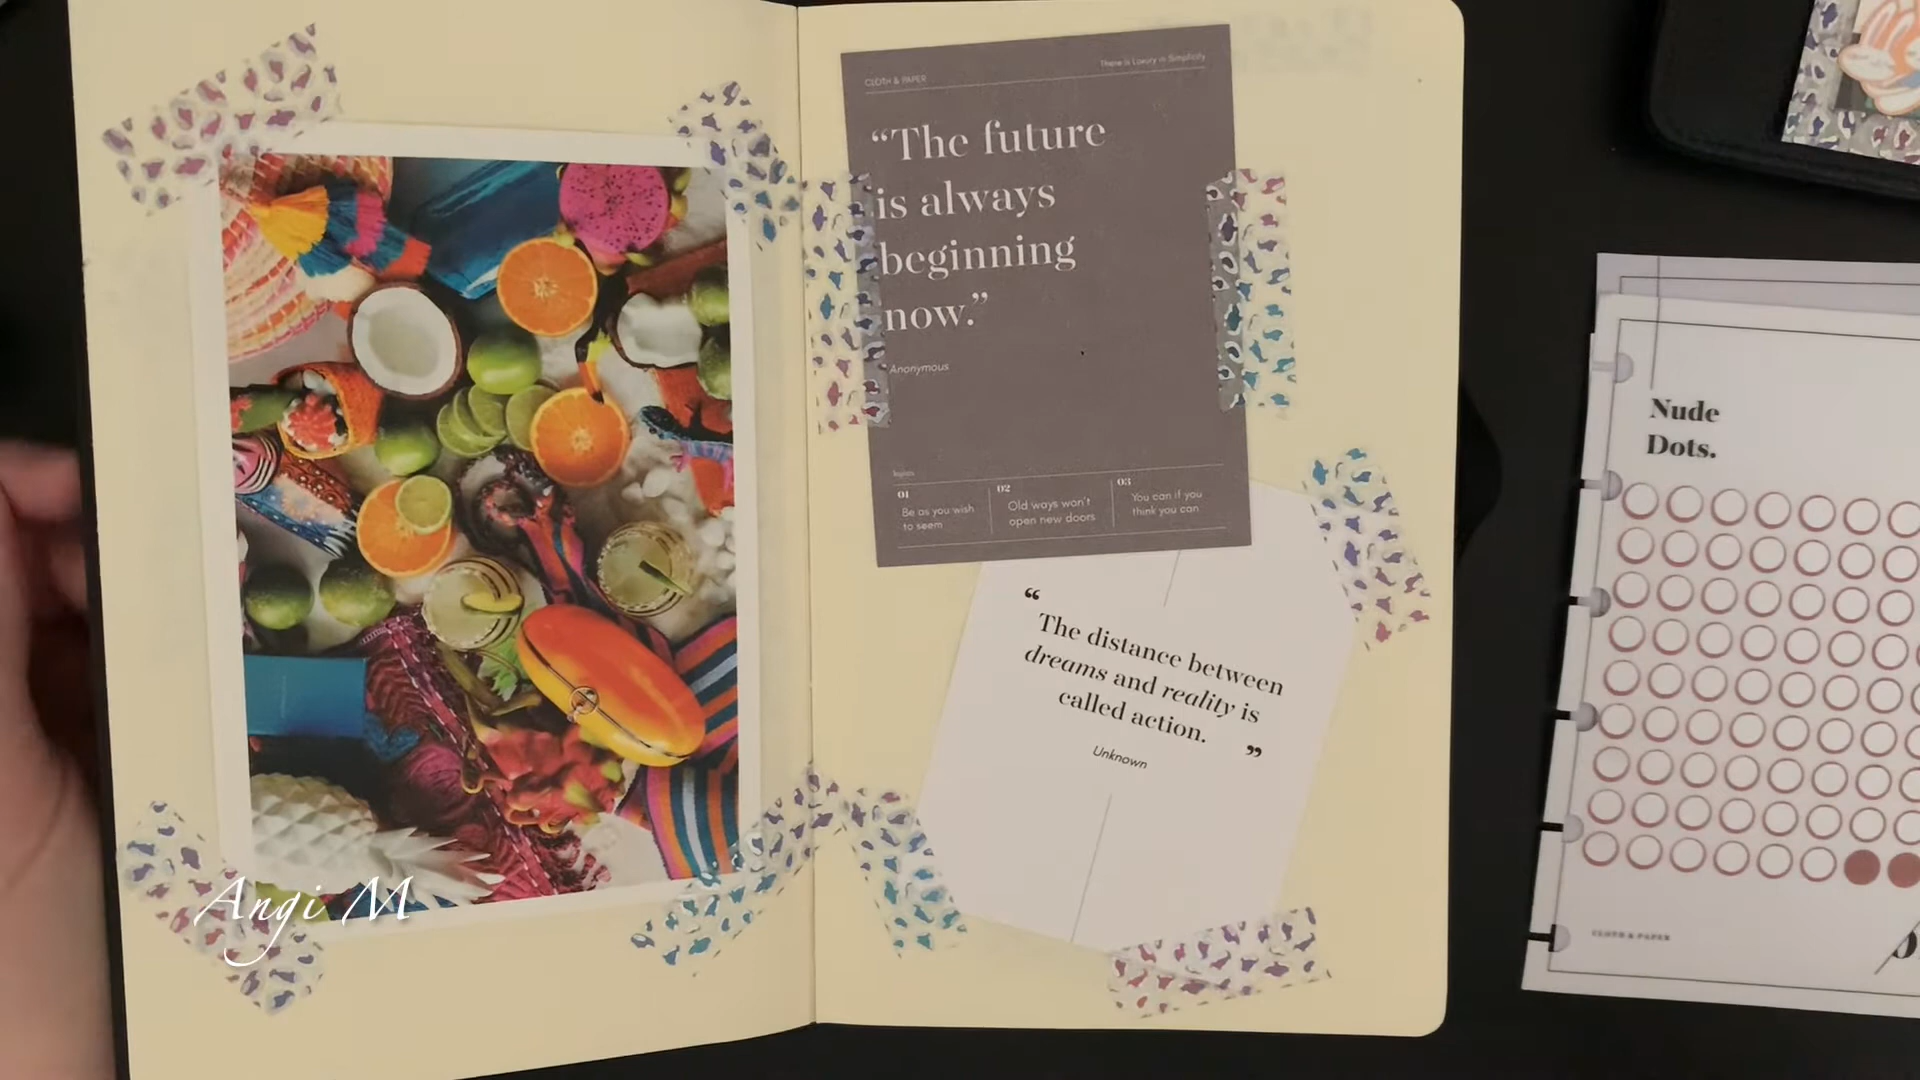 CLOTH & PAPER
There is Luxury in Simplicity
“The future
is always
beginning
now.”
Anonymous
01
Be as you wish
to seem
02
Old ways won't
open new doors
03
You can if you
think you can
“
The distance between
dreams and reality is
called action.
”
Unknown
Angi M
Nude
Dots.
CLOTH & PAPER